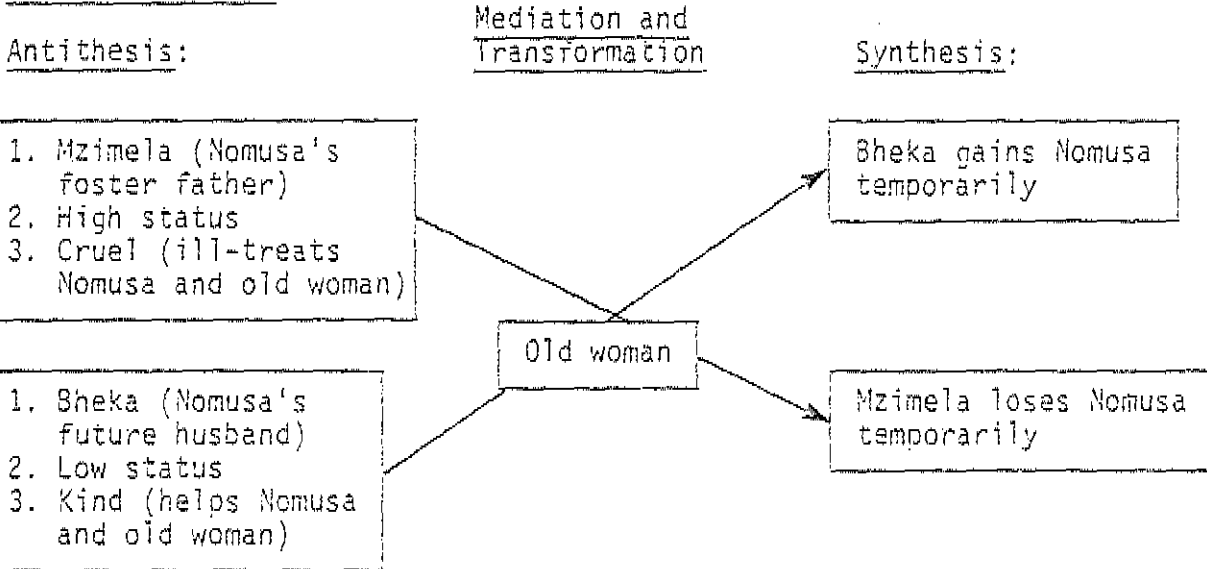 Mediation and
Transformation
Antithesis:
Synthesis:
1. Mzimela (Nomusa's
foster father)
2. High status
3. Cruel (ill-treats
Nomusa and old woman)
Bheka gains Nomusa
temporarily
Old woman
1. Bheka (Nomusa's
future husband)
2. Low status
3. Kind (helps Nomusa
and old woman)
Mzimela loses Nomusa
temporarily